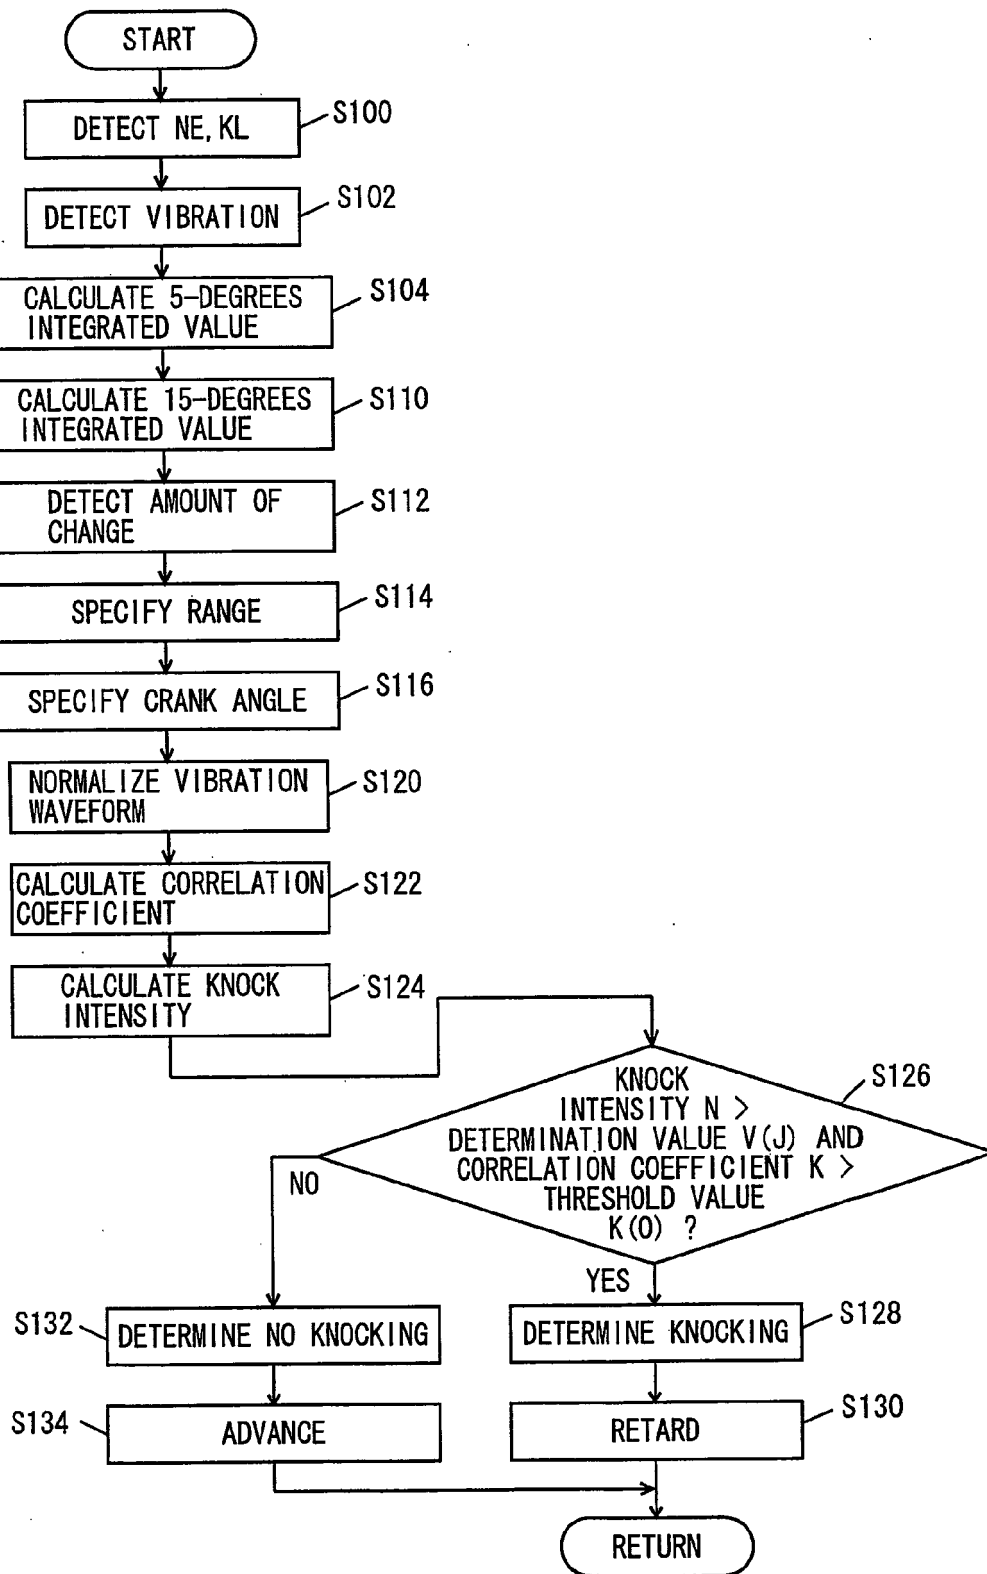 START
DETECT NE, KL
S100
DETECT VIBRATION
S102
CALCULATE 5-DEGREES
INTEGRATED VALUE
S104
CALCULATE 15-DEGREES
INTEGRATED VALUE
S110
DETECT AMOUNT OF
CHANGE
S112
SPECIFY RANGE
S114
SPECIFY CRANK ANGLE
S116
NORMALIZE VIBRATION
WAVEFORM
S120
CALCULATE CORRELATION
COEFFICIENT
S122
CALCULATE KNOCK
INTENSITY
S124
KNOCK
INTENSITY N >
DETERMINATION VALUE V(J) AND
CORRELATION COEFFICIENT K >
THRESHOLD VALUE
K(0) ?
S126
NO
YES
S132
DETERMINE NO KNOCKING
DETERMINE KNOCKING
S128
S134
ADVANCE
RETARD
S130
RETURN